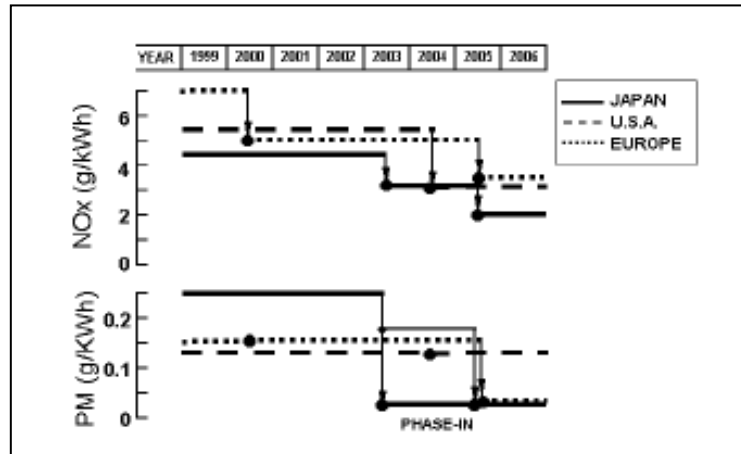 YEAR 1999 2000 2001 2002 2003 2004 2005 2006
JAPAN
U.S.A.
EUROPE
NOx (g/kWh)
6
4
2
0
PM (g/KWh)
0.2
0.1
0
PHASE-IN